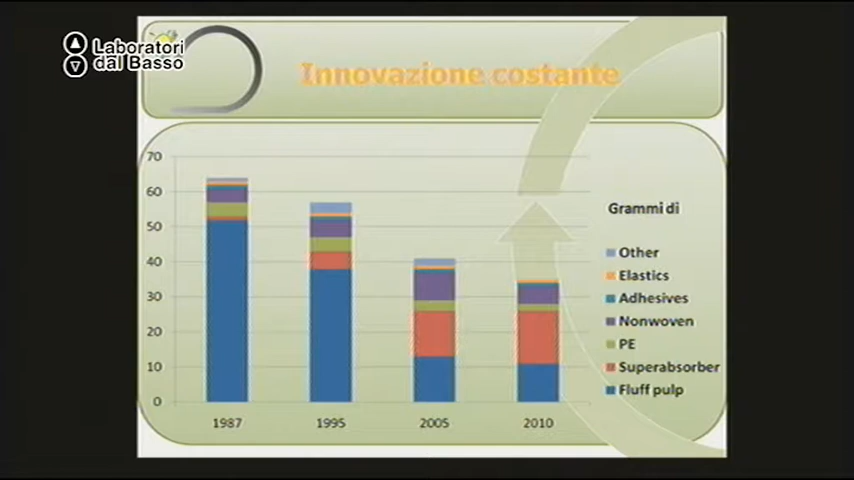 Laboratori
dal Basso
Innovazione costante
70
60
50
40
30
20
10
0
1987
1995
2005
2010
Grammi di
Other
Elastics
Adhesives
Nonwoven
PE
Superabsorber
Fluff pulp